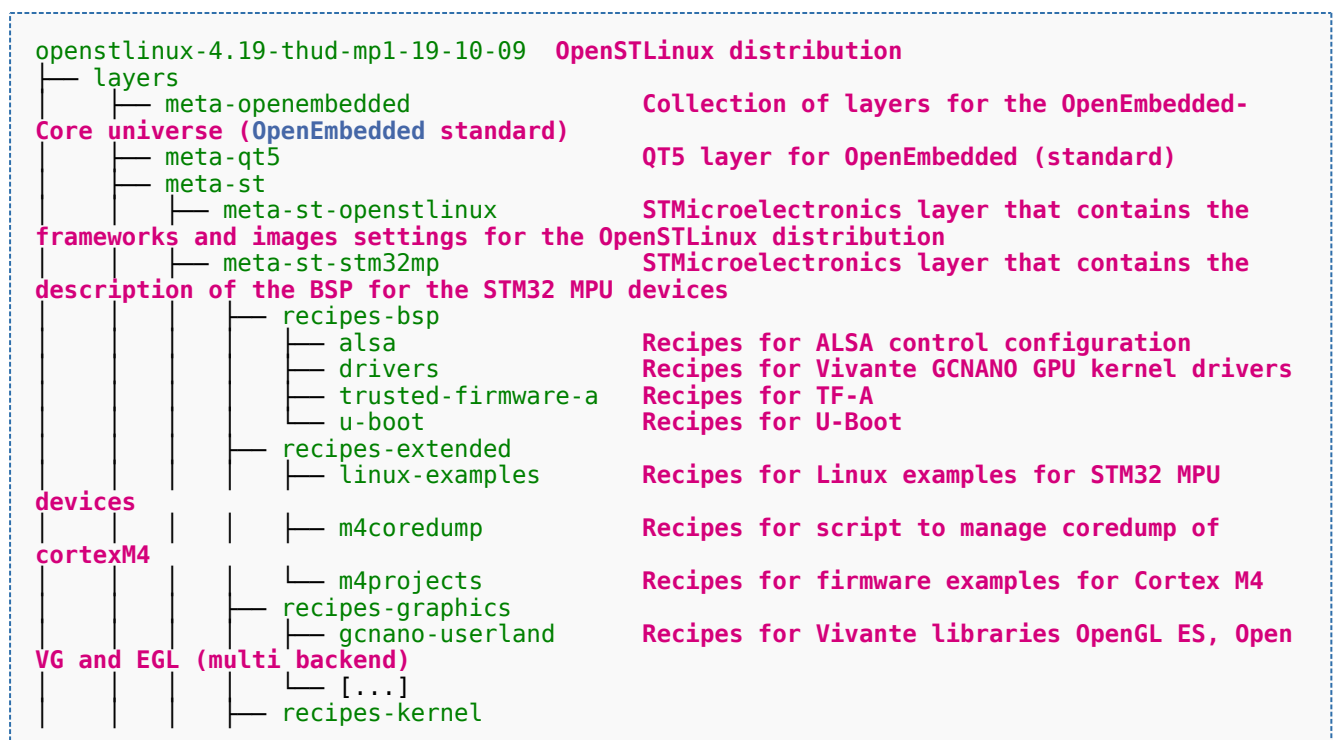 openstlinux-4.19-thud-mp1-19-10-09  OpenSTLinux distribution
├── layers
│    ├── meta-openembedded                Collection of layers for the OpenEmbedded-
Core universe (OpenEmbedded standard)
│    ├── meta-qt5                         QT5 layer for OpenEmbedded (standard)
│    ├── meta-st
│    │   ├── meta-st-openstlinux          STMicroelectronics layer that contains the
frameworks and images settings for the OpenSTLinux distribution
│    │   ├── meta-st-stm32mp              STMicroelectronics layer that contains the
description of the BSP for the STM32 MPU devices
│    │   │   ├── recipes-bsp
│    │   │   │   ├── alsa                 Recipes for ALSA control configuration
│    │   │   │   ├── drivers              Recipes for Vivante GCNANO GPU kernel drivers
│    │   │   │   ├── trusted-firmware-a   Recipes for TF-A
│    │   │   │   └── u-boot               Recipes for U-Boot
│    │   │   ├── recipes-extended
│    │   │   │   ├── linux-examples       Recipes for Linux examples for STM32 MPU
devices
│    │   │   │   ├── m4coredump           Recipes for script to manage coredump of
cortexM4
│    │   │   │   └── m4projects           Recipes for firmware examples for Cortex M4
│    │   │   ├── recipes-graphics
│    │   │   │   ├── gcnano-userland      Recipes for Vivante libraries OpenGL ES, Open
VG and EGL (multi backend)
│    │   │   │   └── [...]
│    │   │   ├── recipes-kernel